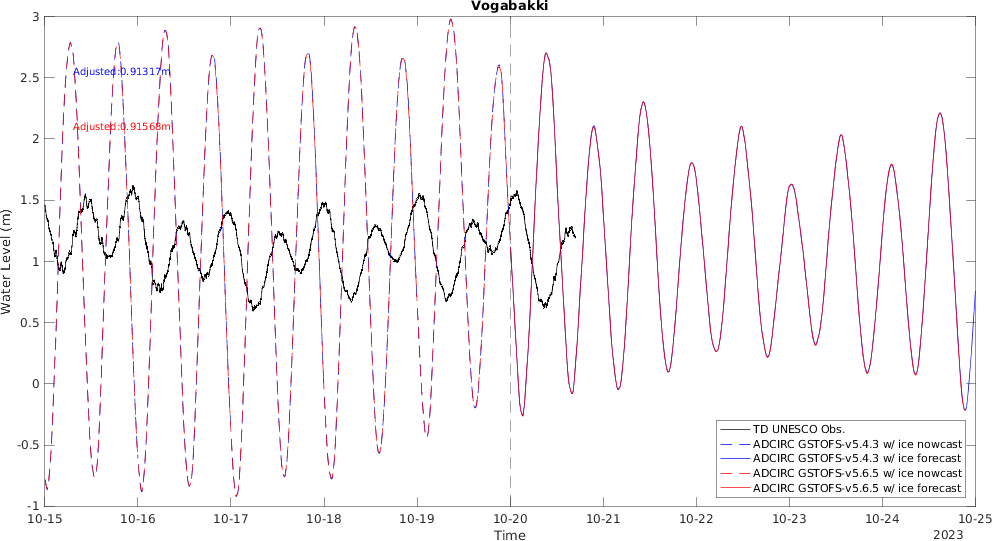 Vogabakki
3
2.5
2
1.5
1
0.5
0
-0.5
-1
Water Level (m)
Adjusted:0.91317m
Adjusted:0.91568m
TD UNESCO Obs.
ADCIRC GSTOFS-v5.4.3 w/ ice nowcast
ADCIRC GSTOFS-v5.4.3 w/ ice forecast
ADCIRC GSTOFS-v5.6.5 w/ ice nowcast
ADCIRC GSTOFS-v5.6.5 w/ ice forecast
10-15 10-16 10-17 10-18 10-19 10-20 10-21 10-22 10-23 10-24 10-25
Time
2023